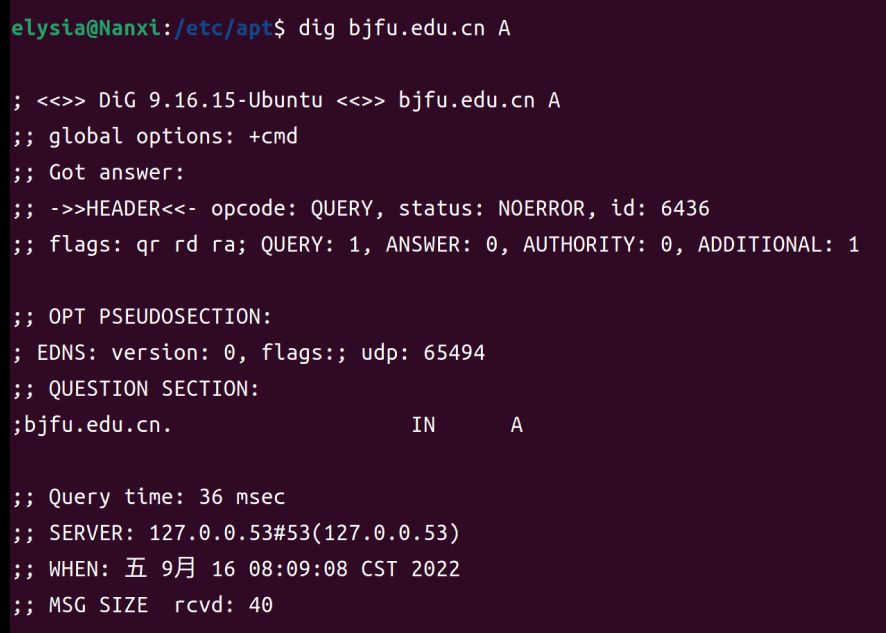 elysia@Nanxi:/etc/apt$ dig bjfu.edu.cn A
; <<>> DiG 9.16.15-Ubuntu <<>> bjfu.edu.cn A
;; global options: +cmd
;; Got answer:
;; ->>HEADER<<- opcode: QUERY, status: NOERROR, id: 6436
;; flags: qr rd ra; QUERY: 1, ANSWER: 0, AUTHORITY: 0, ADDITIONAL: 1
;; OPT PSEUDOSECTION:
; EDNS: version: 0, flags:; udp: 65494
;; QUESTION SECTION:
;bjfu.edu.cn. IN A
;; Query time: 36 msec
;; SERVER: 127.0.0.53#53(127.0.0.53)
;; WHEN: 五 9月 16 08:09:08 CST 2022
;; MSG SIZE rcvd: 40